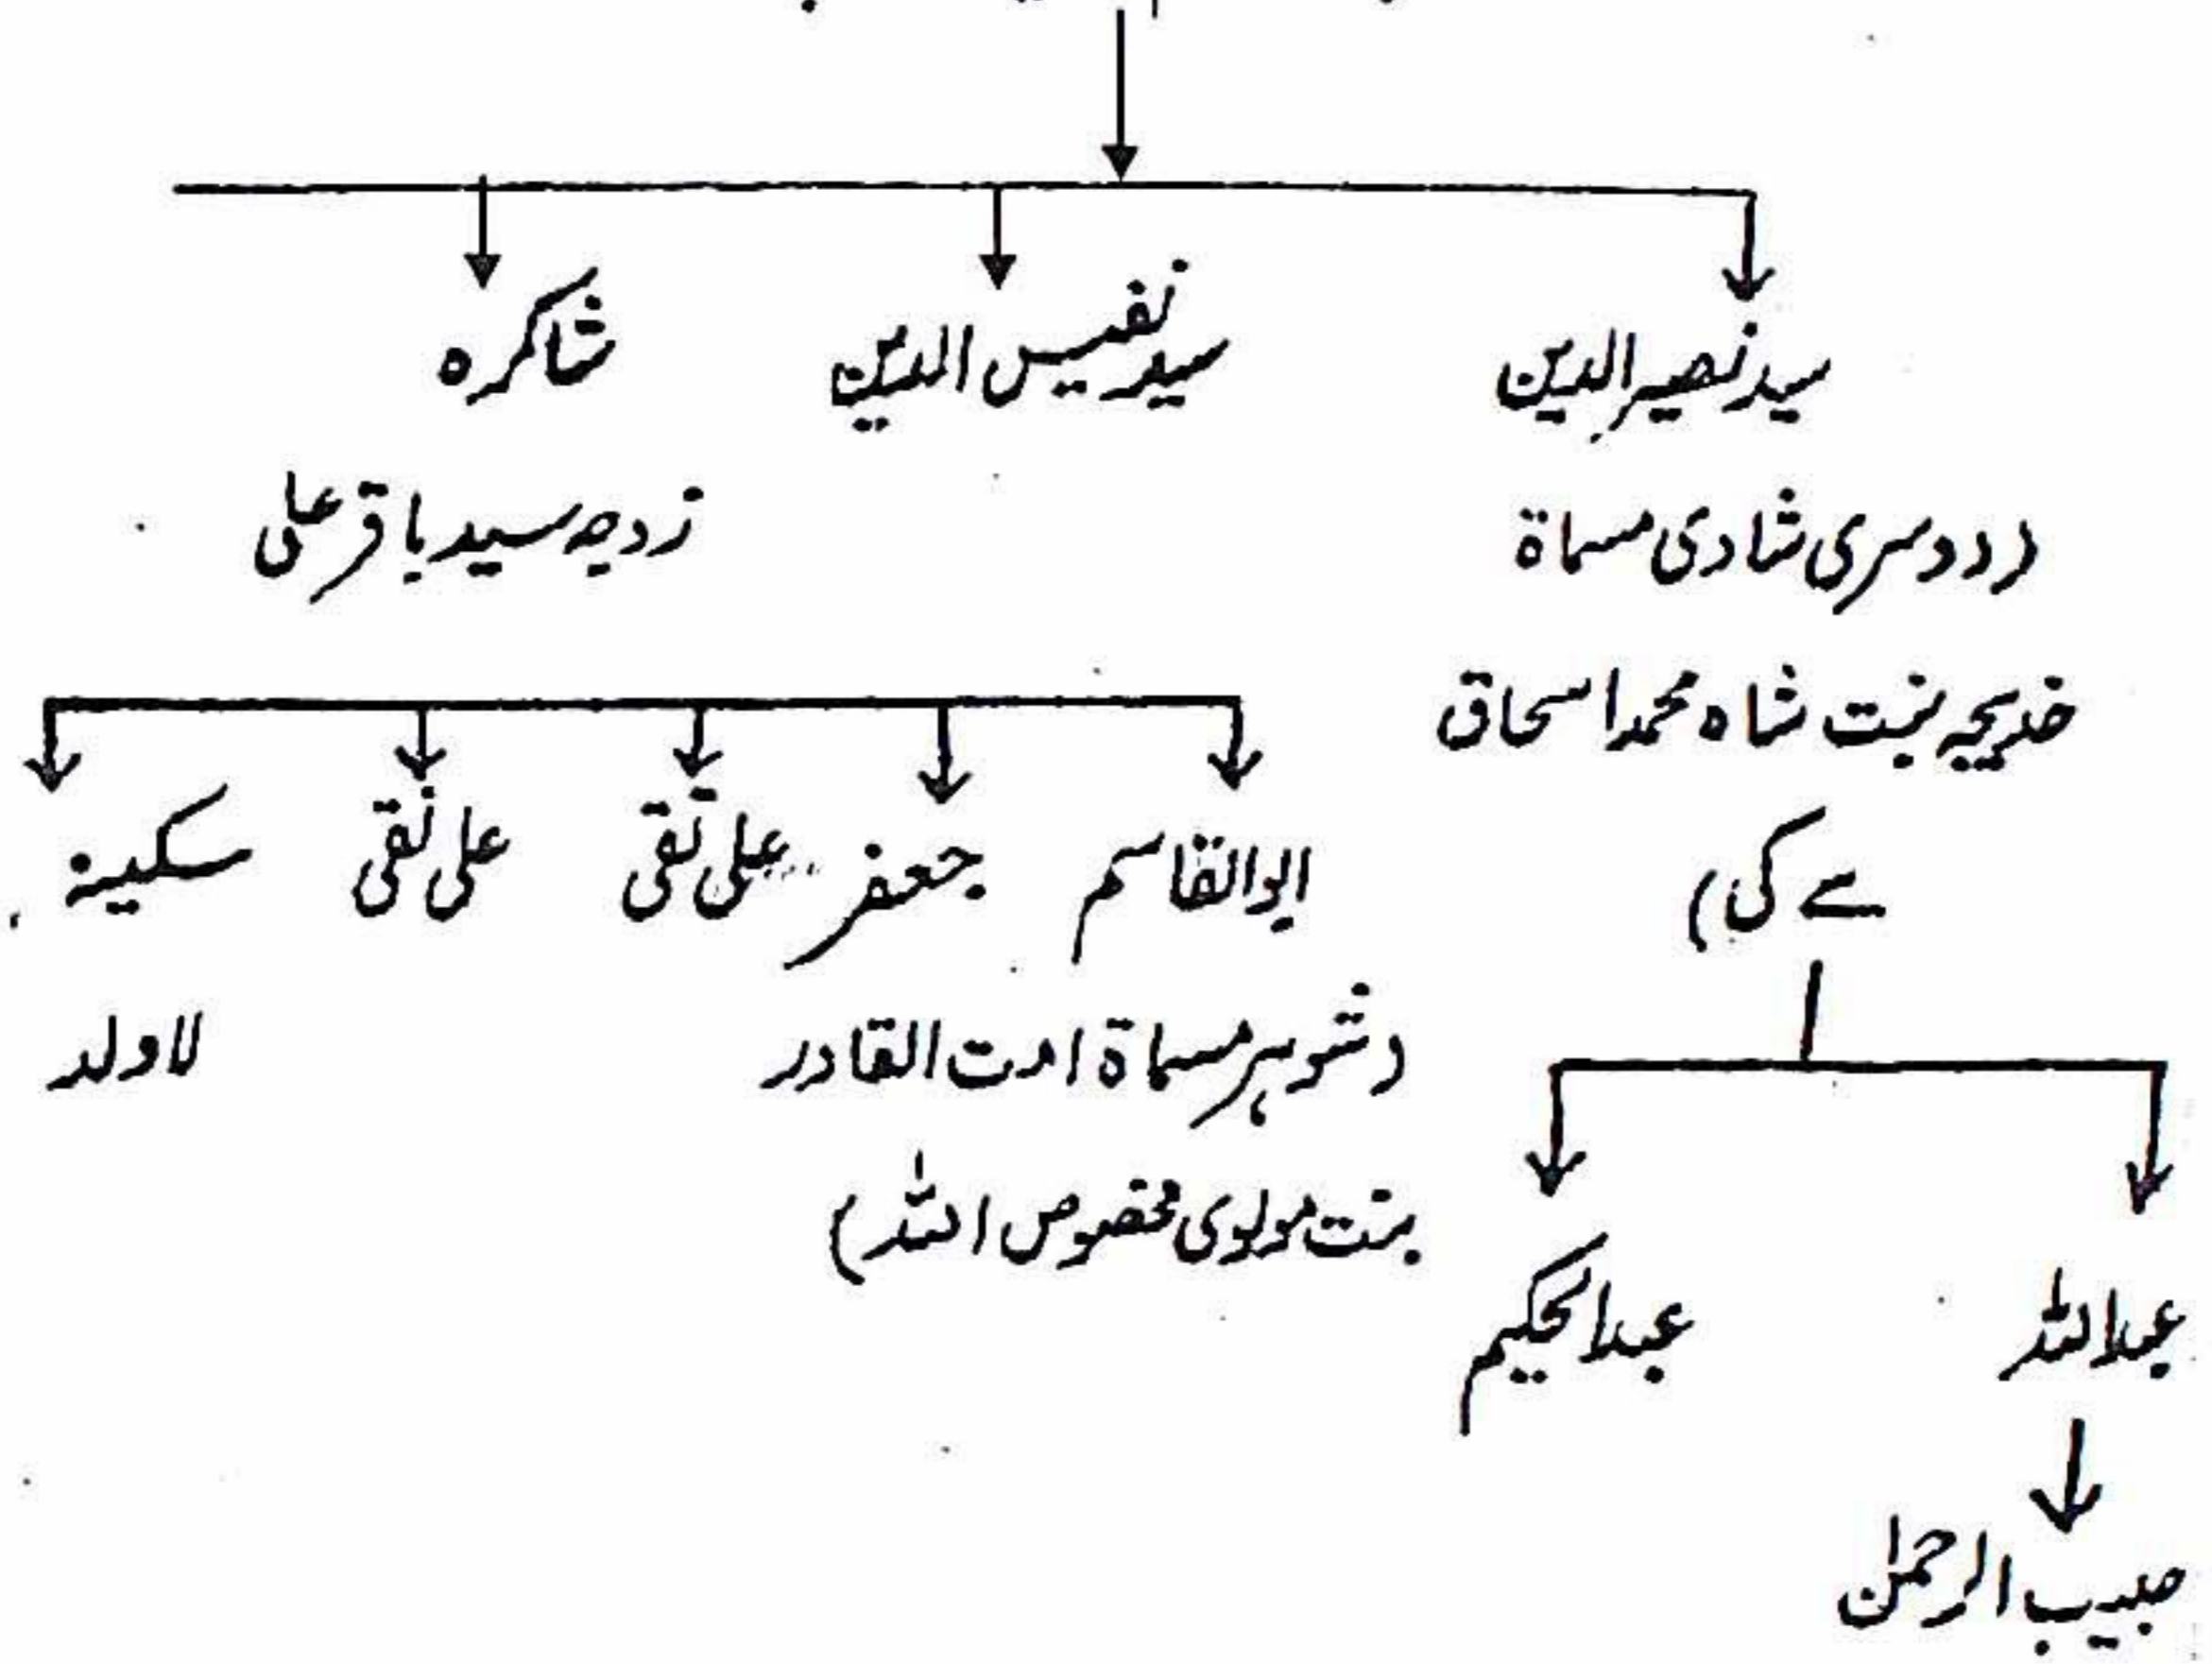 سید نصیر الدین سید نفیس الدین شاکرہ
(دوسری شادی مسماۃ زوجہ سید باقر علی
خدیجہ بنت شاہ محمد اسحاق
سے کی)
ابوالقاسم جعفر علی تقی علی نقی سکینہ
(شوہر مسماۃ امت القادر لاولد
بنت مولوی مخصوص اللہ)
عبداللہ عبدالحکیم
حبیب الرحمٰن